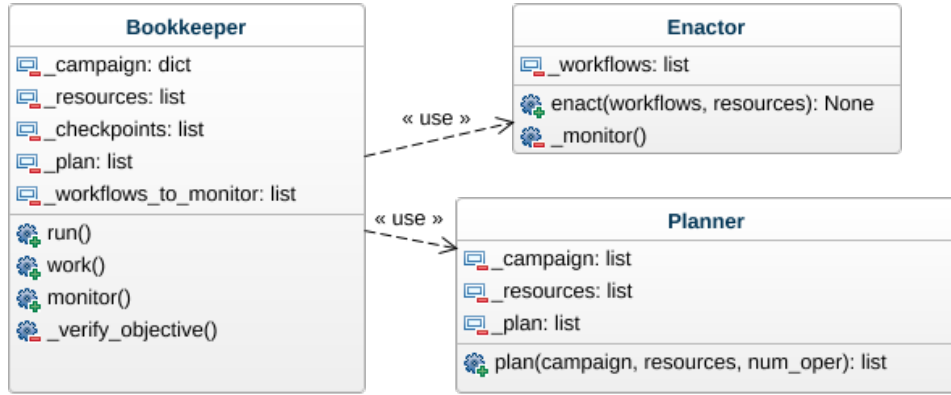 Bookkeeper
_campaign: dict
_resources: list
_checkpoints: list
_plan: list
_workflows_to_monitor: list
run()
work()
monitor()
_verify_objective()
« use »
« use »
Enactor
_workflows: list
enact(workflows, resources): None
_monitor()
Planner
_campaign: list
_resources: list
_plan: list
plan(campaign, resources, num_oper): list